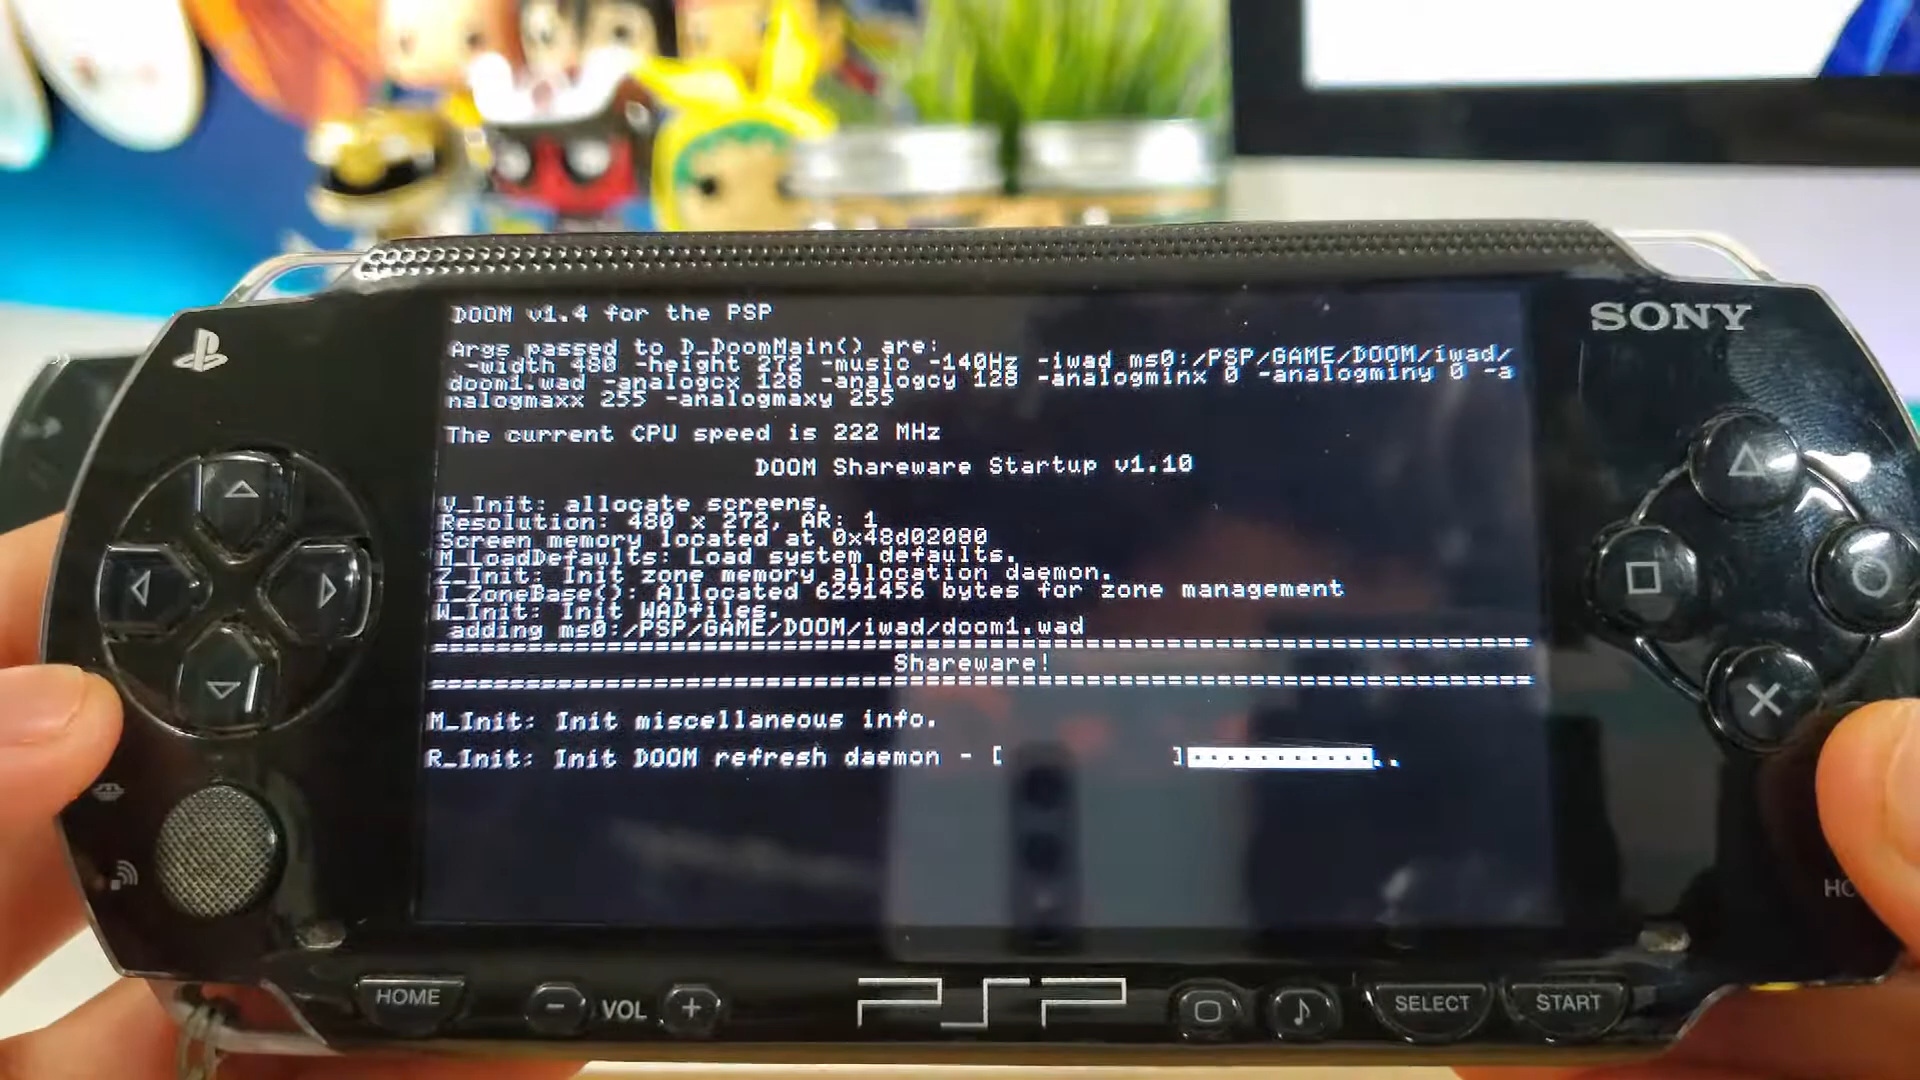 DOOM v1.4 for the PSP
Args passed to D_DoomMain() are:
-width 480 -height 272 -music -140Hz -iwad ms0:/PSP/GAME/DOOM/iwad/
doom1.wad -analogcx 128 -analogcy 128 -analogminx 0 -analogminy 0 -a
nalogmaxx 255 -analogmaxy 255
The current CPU speed is 222 MHz
DOOM Shareware Startup v1.10
V_Init: allocate screens.
Resolution: 480 x 272, AR: 1
Screen memory located at 0x48d02080
M_LoadDefaults: Load system defaults.
Z_Init: Init zone memory allocation daemon.
I_ZoneBase(): Allocated 6291456 bytes for zone management
W_Init: Init WADfiles.
adding ms0:/PSP/GAME/DOOM/iwad/doom1.wad
Shareware!
M_Init: Init miscellaneous info.
R_Init: Init DOOM refresh daemon - [ ]..
SONY
HOME
- VOL +
PSP
SELECT
START